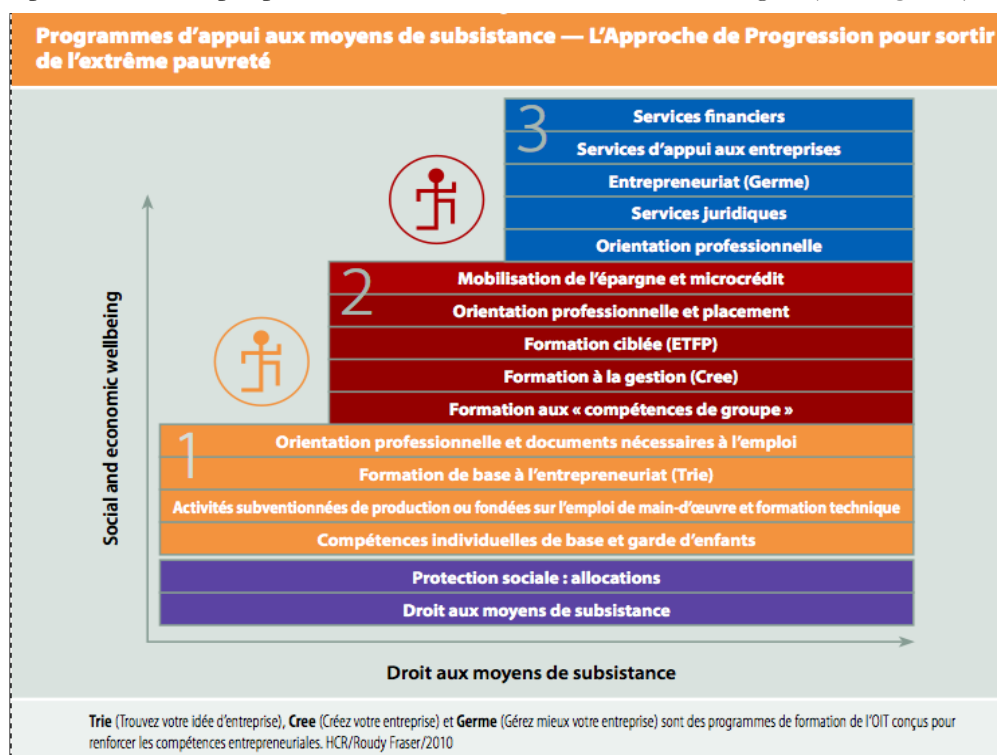 Programmes d'appui aux moyens de subsistance — L'Approche de Progression pour sortir
de l'extrême pauvreté
3
Services financiers
Services d'appui aux entreprises
Entrepreneuriat (Germe)
Services juridiques
Orientation professionnelle
2
Mobilisation de l'épargne et microcrédit
Orientation professionnelle et placement
Formation ciblée (ETFP)
Formation à la gestion (Cree)
Formation aux « compétences de groupe »
1
Orientation professionnelle et documents nécessaires à l'emploi
Formation de base à l'entrepreneuriat (Trie)
Activités subventionnées de production ou fondées sur l'emploi de main-d'œuvre et formation technique
Compétences individuelles de base et garde d'enfants
Protection sociale : allocations
Droit aux moyens de subsistance
Social and economic wellbeing
Droit aux moyens de subsistance
Trie (Trouvez votre idée d'entreprise), Cree (Créez votre entreprise) et Germe (Gérez mieux votre entreprise) sont des programmes de formation de l'OIT conçus pour
renforcer les compétences entrepreneuriales. HCR/Roudy Fraser/2010